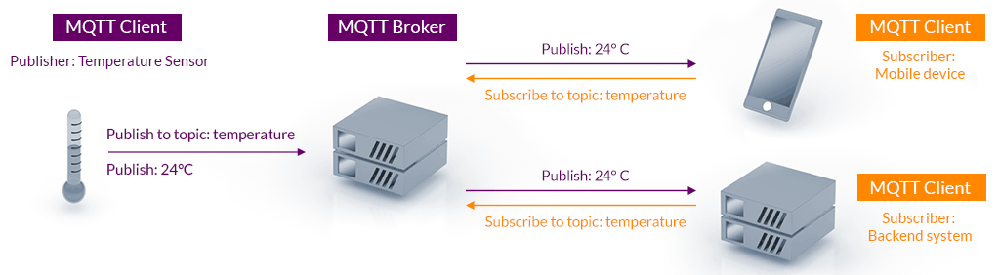 MQTT Client
Publisher: Temperature Sensor
Publish to topic: temperature
Publish: 24°C
MQTT Broker
Publish: 24° C
Subscribe to topic: temperature
MQTT Client
Subscriber:
Mobile device
Publish: 24° C
Subscribe to topic: temperature
MQTT Client
Subscriber:
Backend system